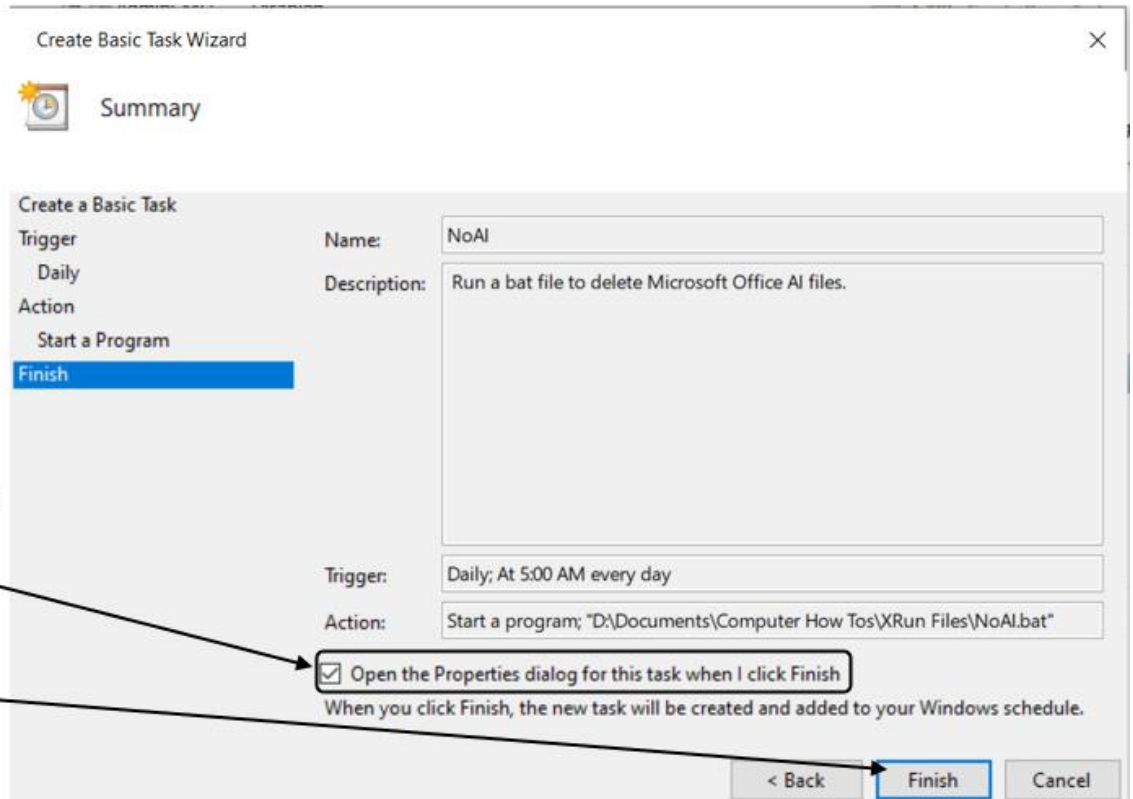 Create Basic Task Wizard
Summary
Create a Basic Task
Trigger
Daily
Action
Start a Program
Finish
Name: NoAI
Description: Run a bat file to delete Microsoft Office AI files.
Trigger: Daily; At 5:00 AM every day
Action: Start a program; "D:\Documents\Computer How Tos\XRun Files\NoAI.bat"
Open the Properties dialog for this task when I click Finish
When you click Finish, the new task will be created and added to your Windows schedule.
< Back Finish Cancel